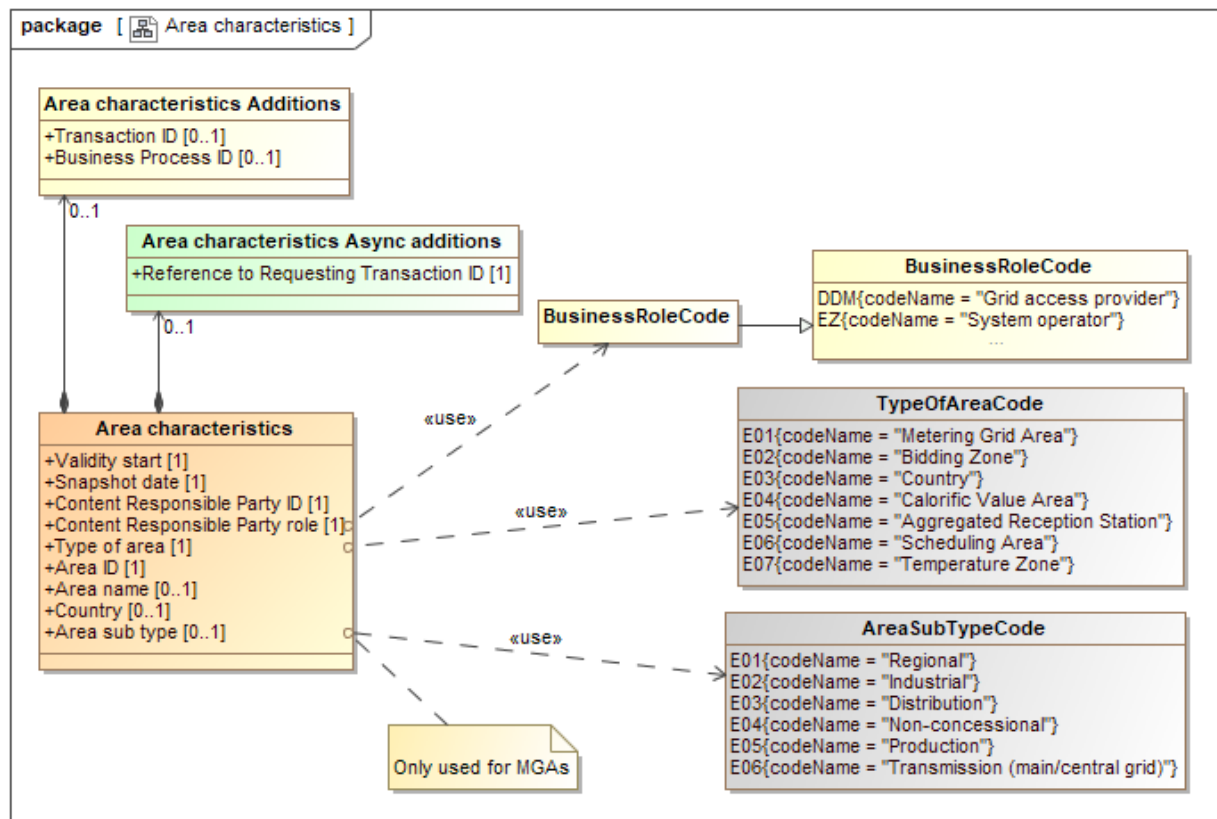 package [ Area characteristics ]
Area characteristics Additions
+Transaction ID [0..1]
+Business Process ID [0..1]
0..1
Area characteristics Async additions
+Reference to Requesting Transaction ID [1]
0..1
BusinessRoleCode
BusinessRoleCode
DDM{codeName = "Grid access provider"}
EZ{codeName = "System operator"}
...
«use»
Area characteristics
+Validity start [1]
+Snapshot date [1]
+Content Responsible Party ID [1]
+Content Responsible Party role [1]
+Type of area [1]
+Area ID [1]
+Area name [0..1]
+Country [0..1]
+Area sub type [0..1]
«use»
TypeOfAreaCode
E01{codeName = "Metering Grid Area"}
E02{codeName = "Bidding Zone"}
E03{codeName = "Country"}
E04{codeName = "Calorific Value Area"}
E05{codeName = "Aggregated Reception Station"}
E06{codeName = "Scheduling Area"}
E07{codeName = "Temperature Zone"}
«use»
AreaSubTypeCode
E01{codeName = "Regional"}
E02{codeName = "Industrial"}
E03{codeName = "Distribution"}
E04{codeName = "Non-concessional"}
E05{codeName = "Production"}
E06{codeName = "Transmission (main/central grid)"}
Only used for MGAs